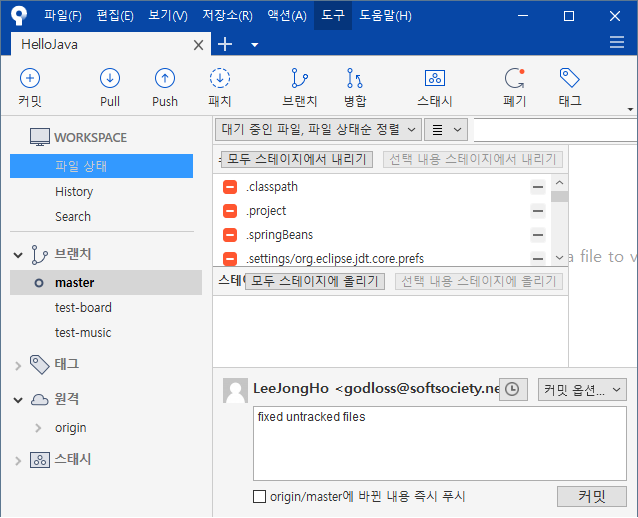 파일(F) 편집(E) 보기(V) 저장소(R) 액션(A) 도구 도움말(H)
HelloJava
커밋 Pull Push 패치 브랜치 병합 스태시 폐기 태그
WORKSPACE
파일 상태
History
Search
브랜치
master
test-board
test-music
태그
원격
origin
스태시
대기 중인 파일, 파일 상태순 정렬
모두 스테이지에서 내리기 선택 내용 스테이지에서 내리기
.classpath
.project
.springBeans
.settings/org.eclipse.jdt.core.prefs
모두 스테이지에 올리기 선택 내용 스테이지에 올리기
a file to v
LeeJongHo <godloss@softsociety.ne
커밋 옵션...
fixed untracked files
origin/master에 바뀐 내용 즉시 푸시
커밋